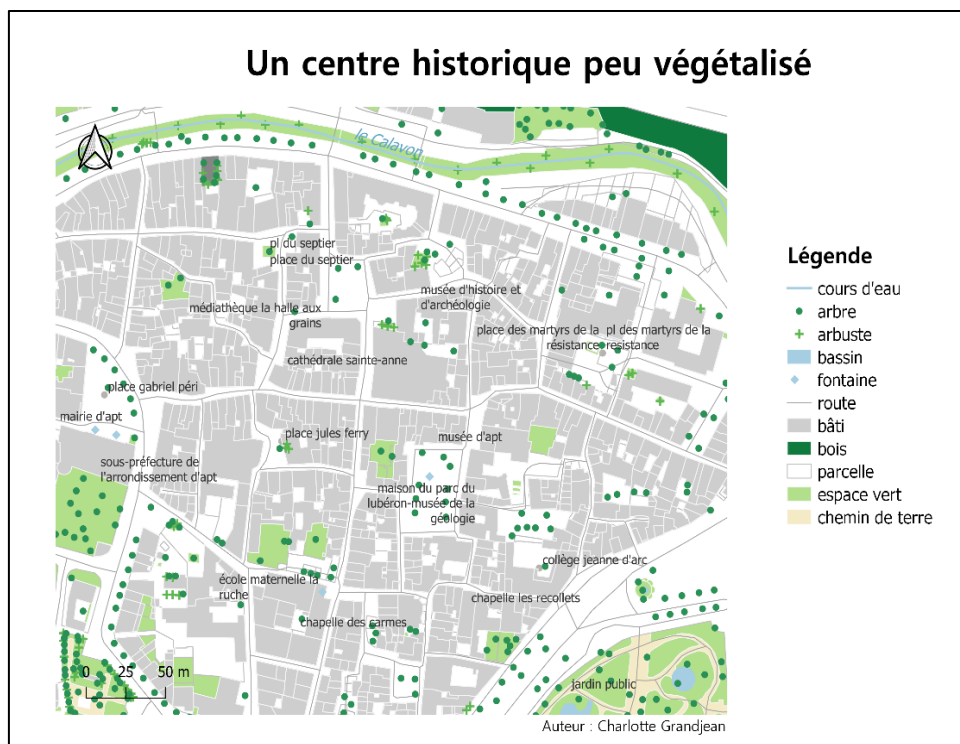 Un centre historique peu végétalisé
le Calavon
pl du septier
place du septier
musée d'histoire et
d'archéologie
médiathèque la halle aux
grains
place des martyrs de la
résistance
pl des martyrs de la
resistance
cathédrale sainte-anne
place gabriel péri
mairie d'apt
place jules ferry
musée d'apt
sous-préfecture de
l'arrondissement d'apt
maison du parc du
lubéron-musée de la
géologie
collège jeanne d'arc
école maternelle la
ruche
chapelle les recollets
chapelle des carmes
jardin public
0 25 50 m
Légende
cours d'eau
arbre
arbuste
bassin
fontaine
route
bâti
bois
parcelle
espace vert
chemin de terre
Auteur : Charlotte Grandjean